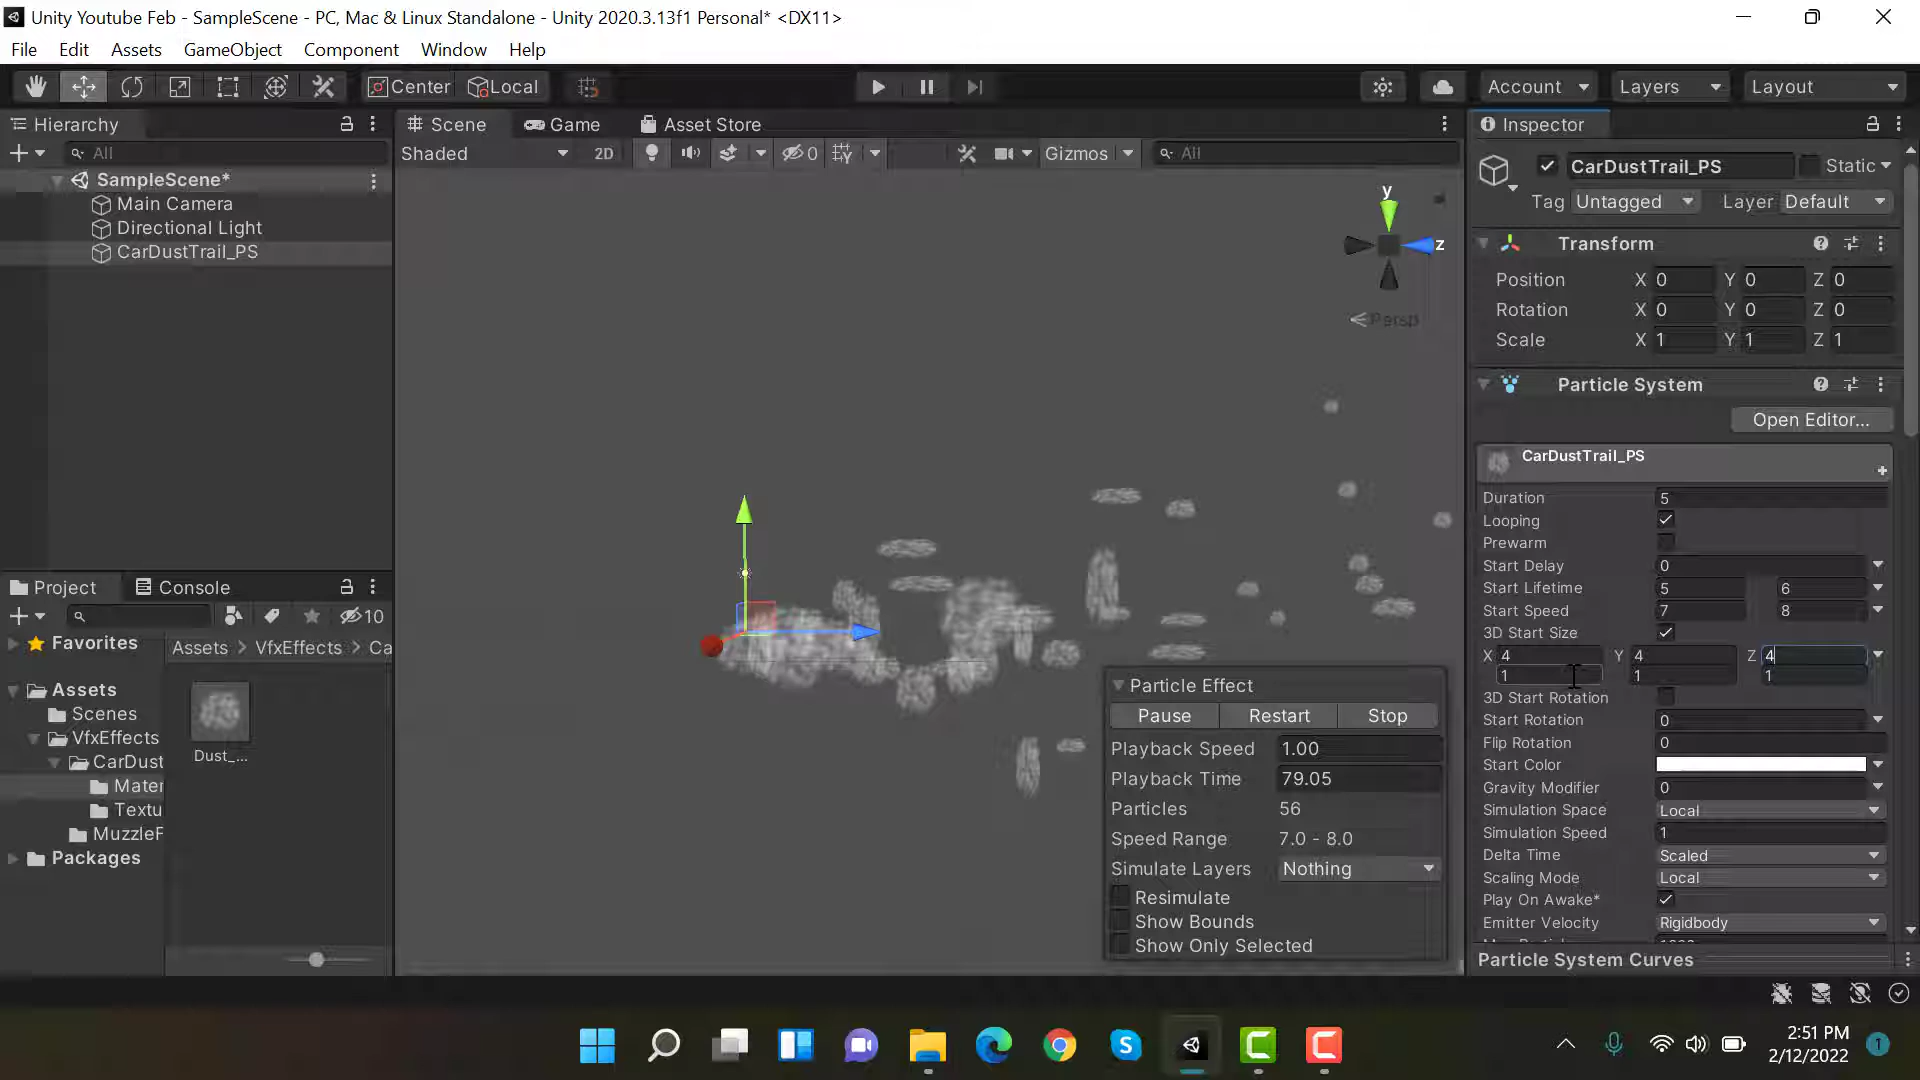 Unity Youtube Feb - SampleScene - PC, Mac & Linux Standalone - Unity 2020.3.13f1 Personal* <DX11>
File Edit Assets GameObject Component Window Help
Center Local Account Layers Layout
Hierarchy
All
SampleScene*
Main Camera
Directional Light
CarDustTrail_PS
Scene Game Asset Store
Shaded 2D 0 Gizmos All
y
z
Persp
Particle Effect
Pause Restart Stop
Playback Speed 1.00
Playback Time 79.05
Particles 56
Speed Range 7.0 - 8.0
Simulate Layers Nothing
Resimulate
Show Bounds
Show Only Selected
Project Console
10
Favorites
Assets
Scenes
VfxEffects
CarDust
Mater
Textu
MuzzleF
Packages
Assets > VfxEffects > Ca
Dust_...
Inspector
CarDustTrail_PS Static
Tag Untagged Layer Default
Transform
Position X 0 Y 0 Z 0
Rotation X 0 Y 0 Z 0
Scale X 1 Y 1 Z 1
Particle System
Open Editor...
CarDustTrail_PS
Duration 5
Looping
Prewarm
Start Delay 0
Start Lifetime 5 6
Start Speed 7 8
3D Start Size
X 4 Y 4 Z 4
1 1 1
3D Start Rotation
Start Rotation 0
Flip Rotation 0
Start Color
Gravity Modifier 0
Simulation Space Local
Simulation Speed 1
Delta Time Scaled
Scaling Mode Local
Play On Awake*
Emitter Velocity Rigidbody
Particle System Curves
2:51 PM
2/12/2022
1